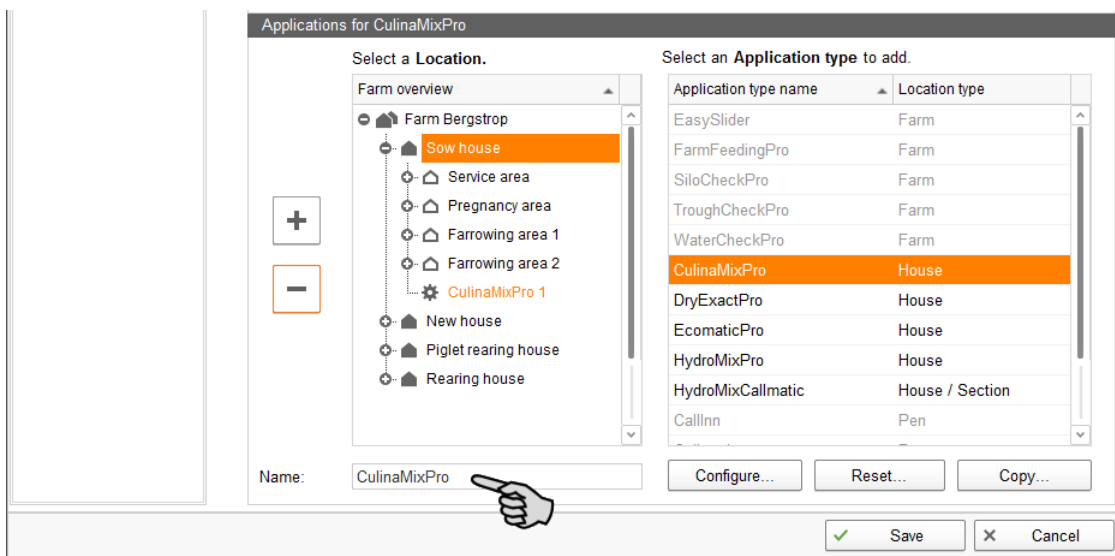 Applications for CulinaMixPro
Select a Location.
Select an Application type to add.
Farm overview
Application type name Location type
Farm Bergstrop
EasySlider Farm
Sow house
FarmFeedingPro Farm
Service area
SiloCheckPro Farm
Pregnancy area
TroughCheckPro Farm
Farrowing area 1
WaterCheckPro Farm
Farrowing area 2
CulinaMixPro House
CulinaMixPro 1
DryExactPro House
New house
EcomaticPro House
Piglet rearing house
HydroMixPro House
Rearing house
HydroMixCallmatic House / Section
CallInn Pen
Name: CulinaMixPro
Configure... Reset... Copy...
Save Cancel